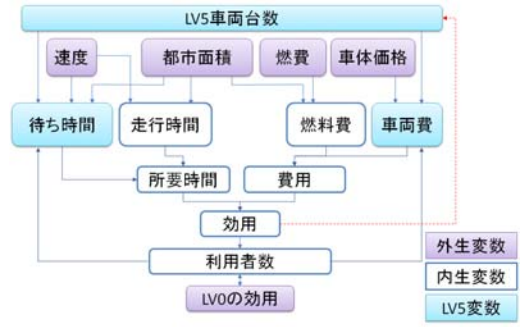 LV5車両台数
速度 都市面積 燃費 車体価格
待ち時間 走行時間 燃料費 車両費
所要時間 費用
効用
利用者数
LV0の効用
外生変数
内生変数
LV5変数